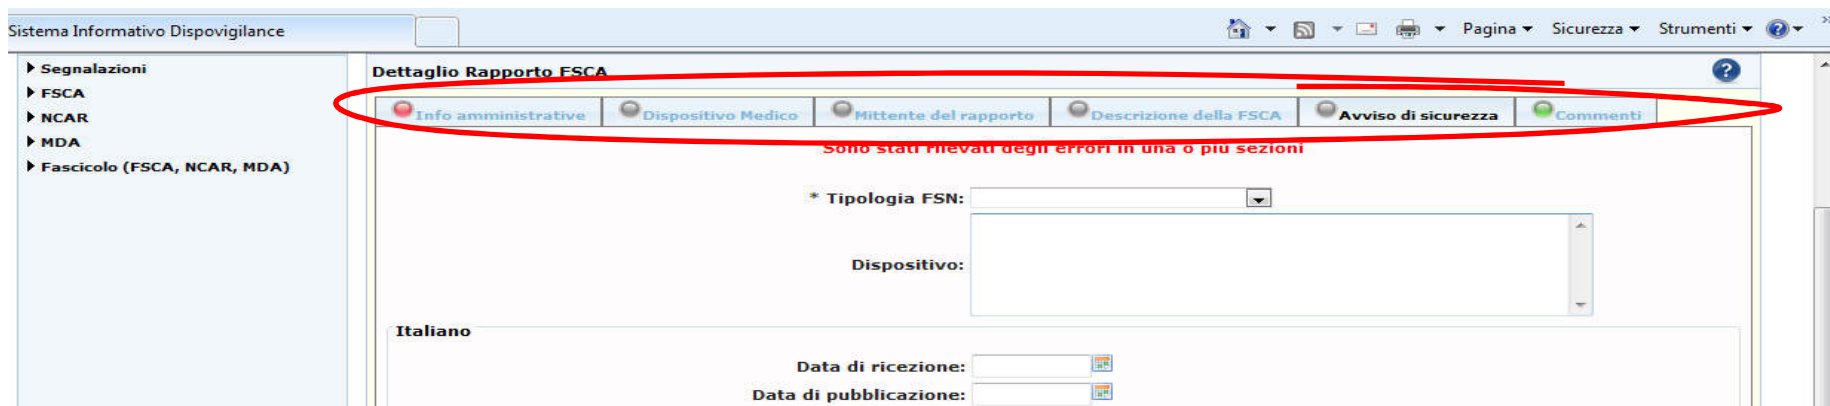 Sistema Informativo Dispovigilance
Pagina Sicurezza Strumenti
Segnalazioni
FSCA
NCAR
MDA
Fascicolo (FSCA, NCAR, MDA)
Dettaglio Rapporto FSCA
Info amministrative Dispositivo Medico Mittente del rapporto Descrizione della FSCA Avviso di sicurezza Commenti
Sono stati rilevati degli errori in una o più sezioni
* Tipologia FSN:
Dispositivo:
Italiano
Data di ricezione:
Data di pubblicazione: